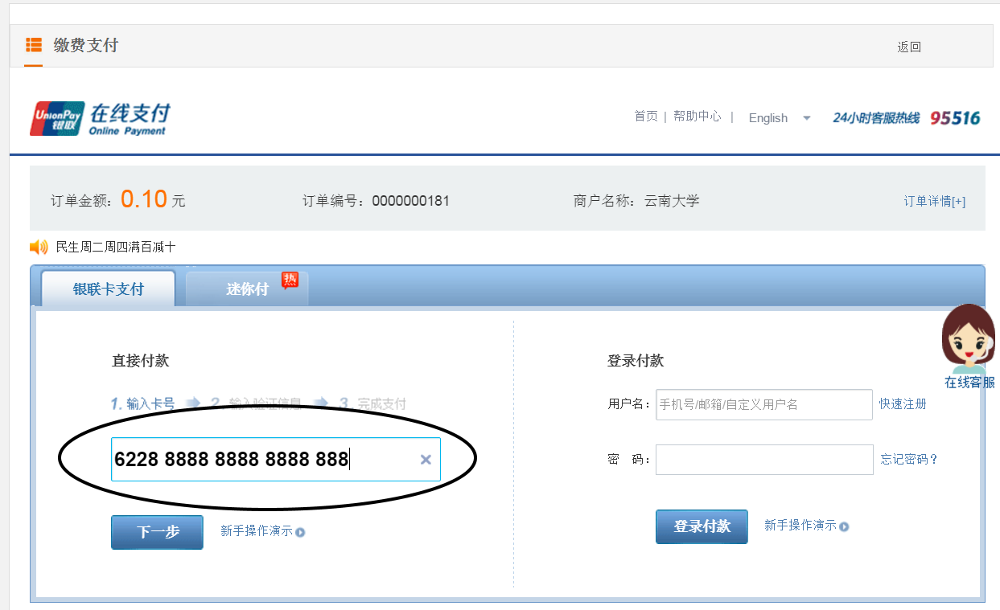 缴费支付
返回
UnionPay 银联 在线支付
Online Payment
首页 | 帮助中心 | English
24小时客服热线 95516
订单金额：0.10 元
订单编号：0000000181
商户名称：云南大学
订单详情[+]
民生周二周四满百减十
银联卡支付
迷你付
热
直接付款
1. 输入卡号 2. 输入验证信息 3. 完成支付
6228 8888 8888 8888 888
×
下一步
新手操作演示
登录付款
用户名： 手机号/邮箱/自定义用户名 快速注册
密 码： 忘记密码？
登录付款
新手操作演示
在线客服